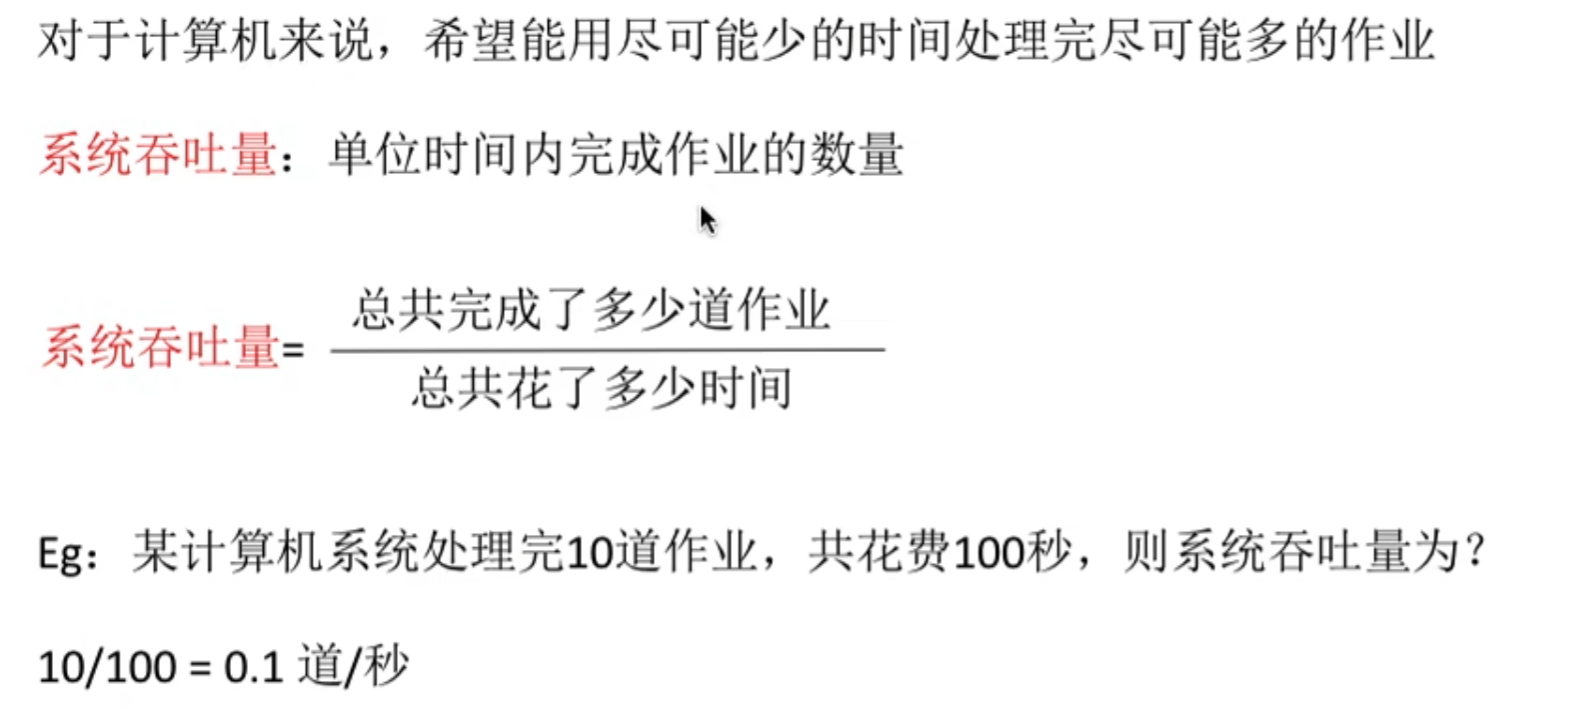 对于计算机来说，希望能用尽可能少的时间处理完尽可能多的作业
系统吞吐量：单位时间内完成作业的数量
总共完成了多少道作业
系统吞吐量=
总共花了多少时间
Eg：某计算机系统处理完10道作业，共花费100秒，则系统吞吐量为？
10/100 = 0.1 道/秒